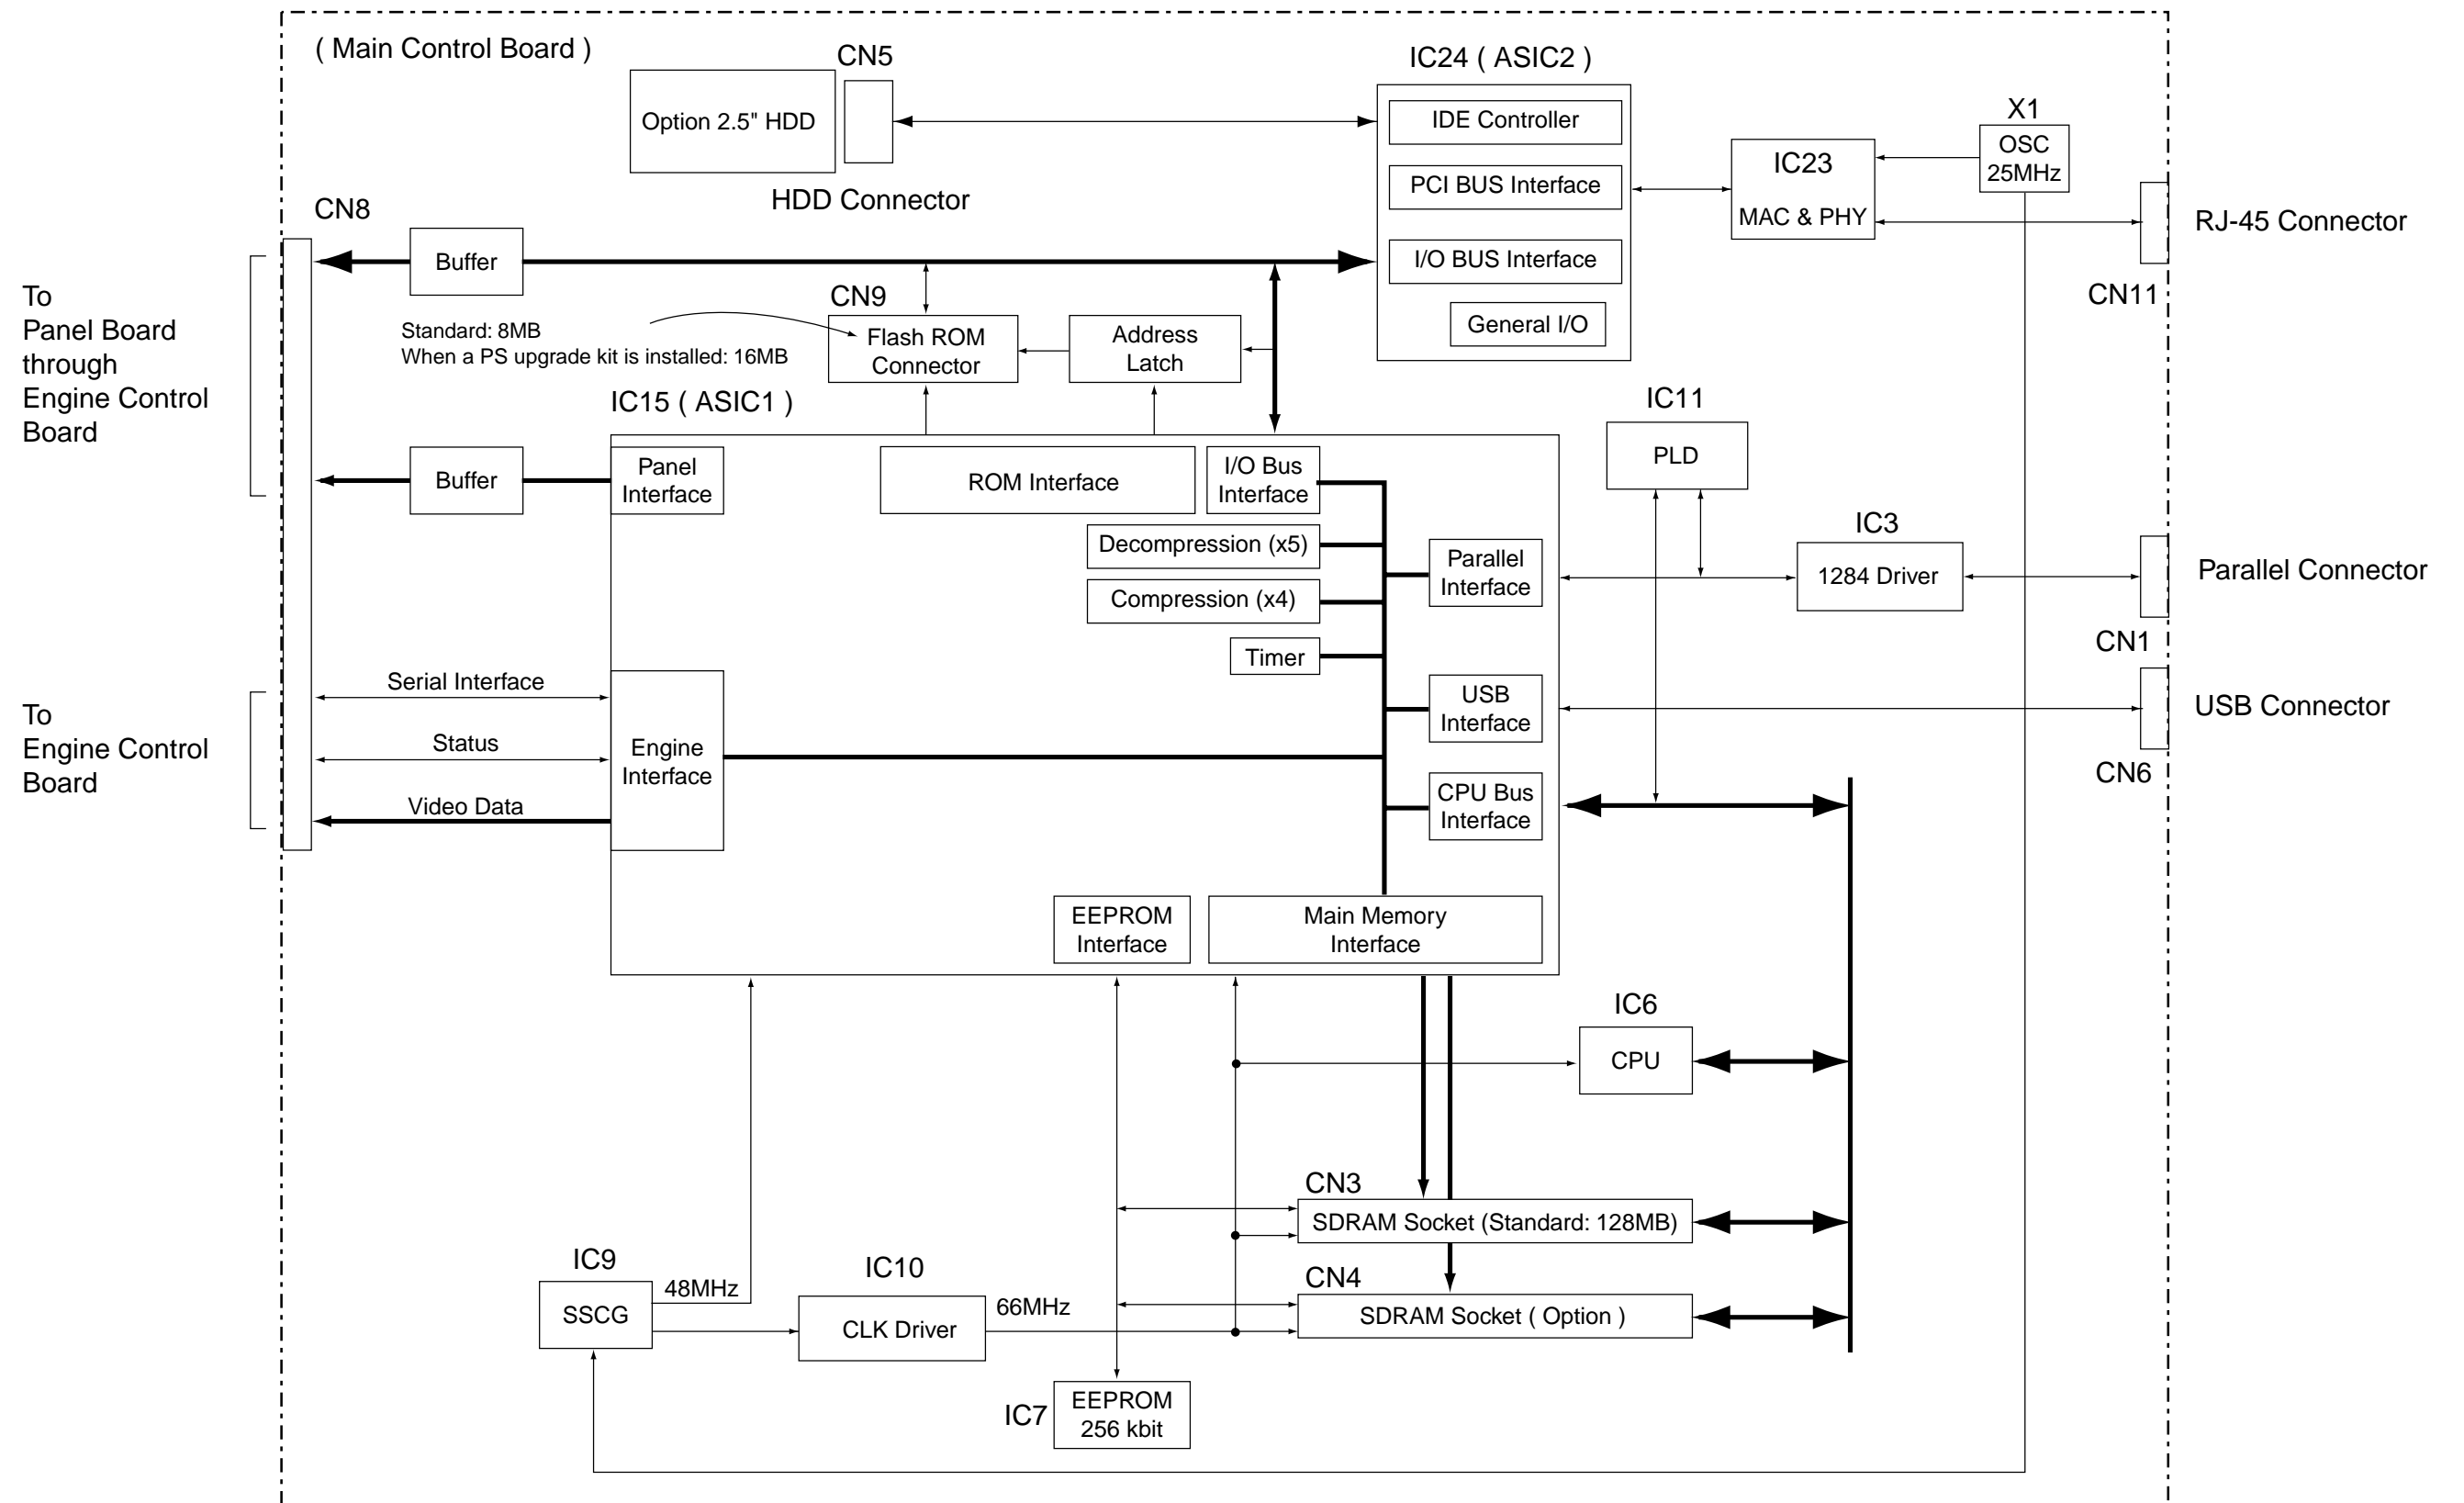 ( Main Control Board )
CN5
Option 2.5" HDD
HDD Connector
IC24 ( ASIC2 )
IDE Controller
PCI BUS Interface
I/O BUS Interface
General I/O
X1
OSC
25MHz
IC23
MAC & PHY
RJ-45 Connector
CN11
CN8
Buffer
To
Panel Board
through
Engine Control
Board
CN9
Standard: 8MB
When a PS upgrade kit is installed: 16MB
Flash ROM
Connector
Address
Latch
IC15 ( ASIC1 )
Buffer
Panel
Interface
ROM Interface
I/O Bus
Interface
Decompression (x5)
Compression (x4)
Timer
Parallel
Interface
USB
Interface
CPU Bus
Interface
IC11
PLD
IC3
1284 Driver
Parallel Connector
CN1
USB Connector
CN6
To
Engine Control
Board
Serial Interface
Status
Video Data
Engine
Interface
EEPROM
Interface
Main Memory
Interface
IC6
CPU
CN3
SDRAM Socket (Standard: 128MB)
CN4
SDRAM Socket ( Option )
IC9
SSCG
48MHz
IC10
CLK Driver
66MHz
IC7
EEPROM
256 kbit